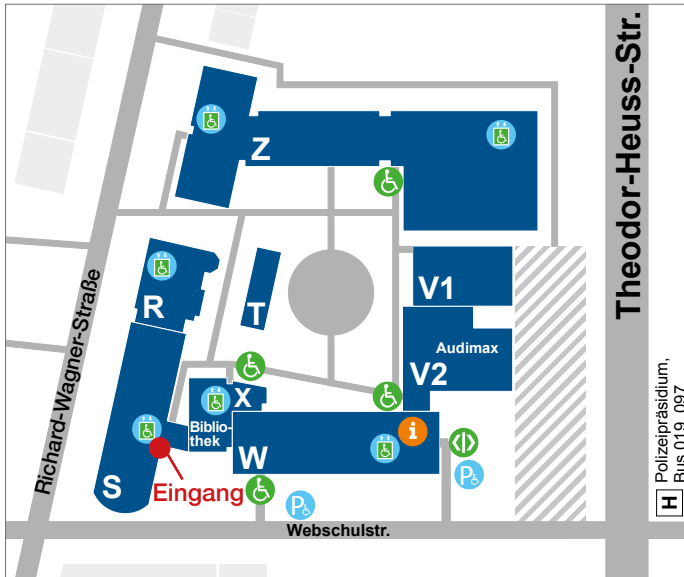 Theodor-Heuss-Str.
Z
Richard-Wagner-Straße
R
T
V1
Audimax
V2
X
Biblio-
thek
i
W
P
S
Eingang
P
Webschulstr.
H Polizeipräsidium,
Bus 019, 097